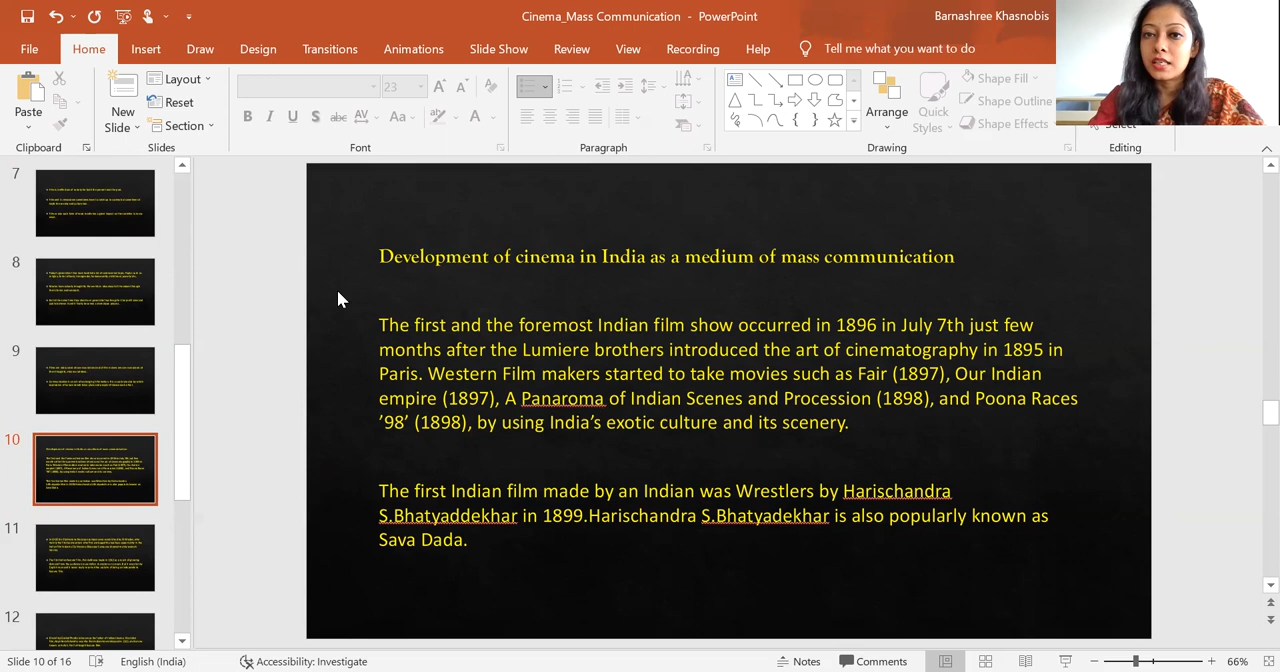 Cinema_Mass Communication - PowerPoint
Barnashree Khasnobis
File Home Insert Draw Design Transitions Animations Slide Show Review View Recording Help Tell me what you want to do
Paste
New Slide
Layout
Reset
Section
23
B I U S abc AV Aa A
Arrange
Quick Styles
Shape Fill
Shape Outline
Shape Effects
Select
Clipboard Slides Font Paragraph Drawing Editing
7
8
9
10
11
12
Development of cinema in India as a medium of mass communication
The first and the foremost Indian film show occurred in 1896 in July 7th just few
months after the Lumiere brothers introduced the art of cinematography in 1895 in
Paris. Western Film makers started to take movies such as Fair (1897), Our Indian
empire (1897), A Panaroma of Indian Scenes and Procession (1898), and Poona Races
’98’ (1898), by using India’s exotic culture and its scenery.
The first Indian film made by an Indian was Wrestlers by Harischandra
S.Bhatyaddekhar in 1899.Harischandra S.Bhatyadekhar is also popularly known as
Sava Dada.
Slide 10 of 16 English (India) Accessibility: Investigate Notes Comments 66%